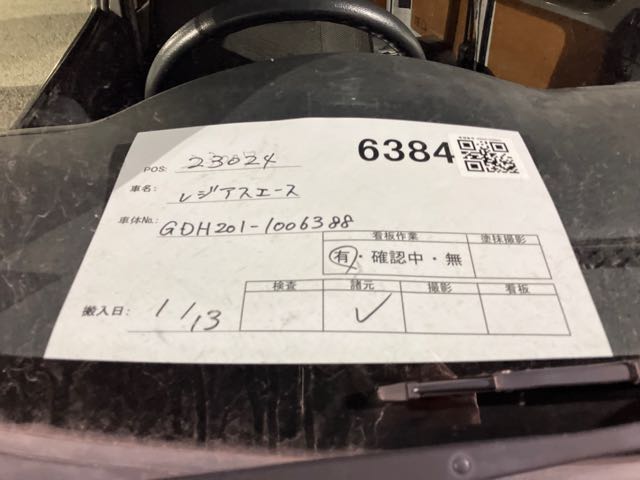 6384
POS: 23024
車名: レジアスエース
車体No.: GDH201-1006388
看板作業 塗抹撮影
有・確認中・無
検査 諸元 撮影 看板
搬入日: 11/13 ✓